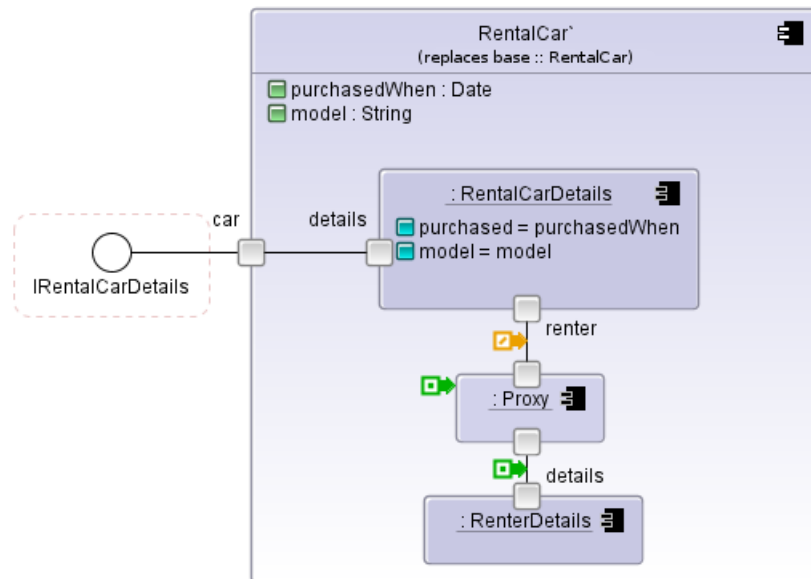 RentalCar`
(replaces base :: RentalCar)
purchasedWhen : Date
model : String
: RentalCarDetails
car
details
purchased = purchasedWhen
model = model
IRentalCarDetails
renter
: Proxy
details
: RenterDetails